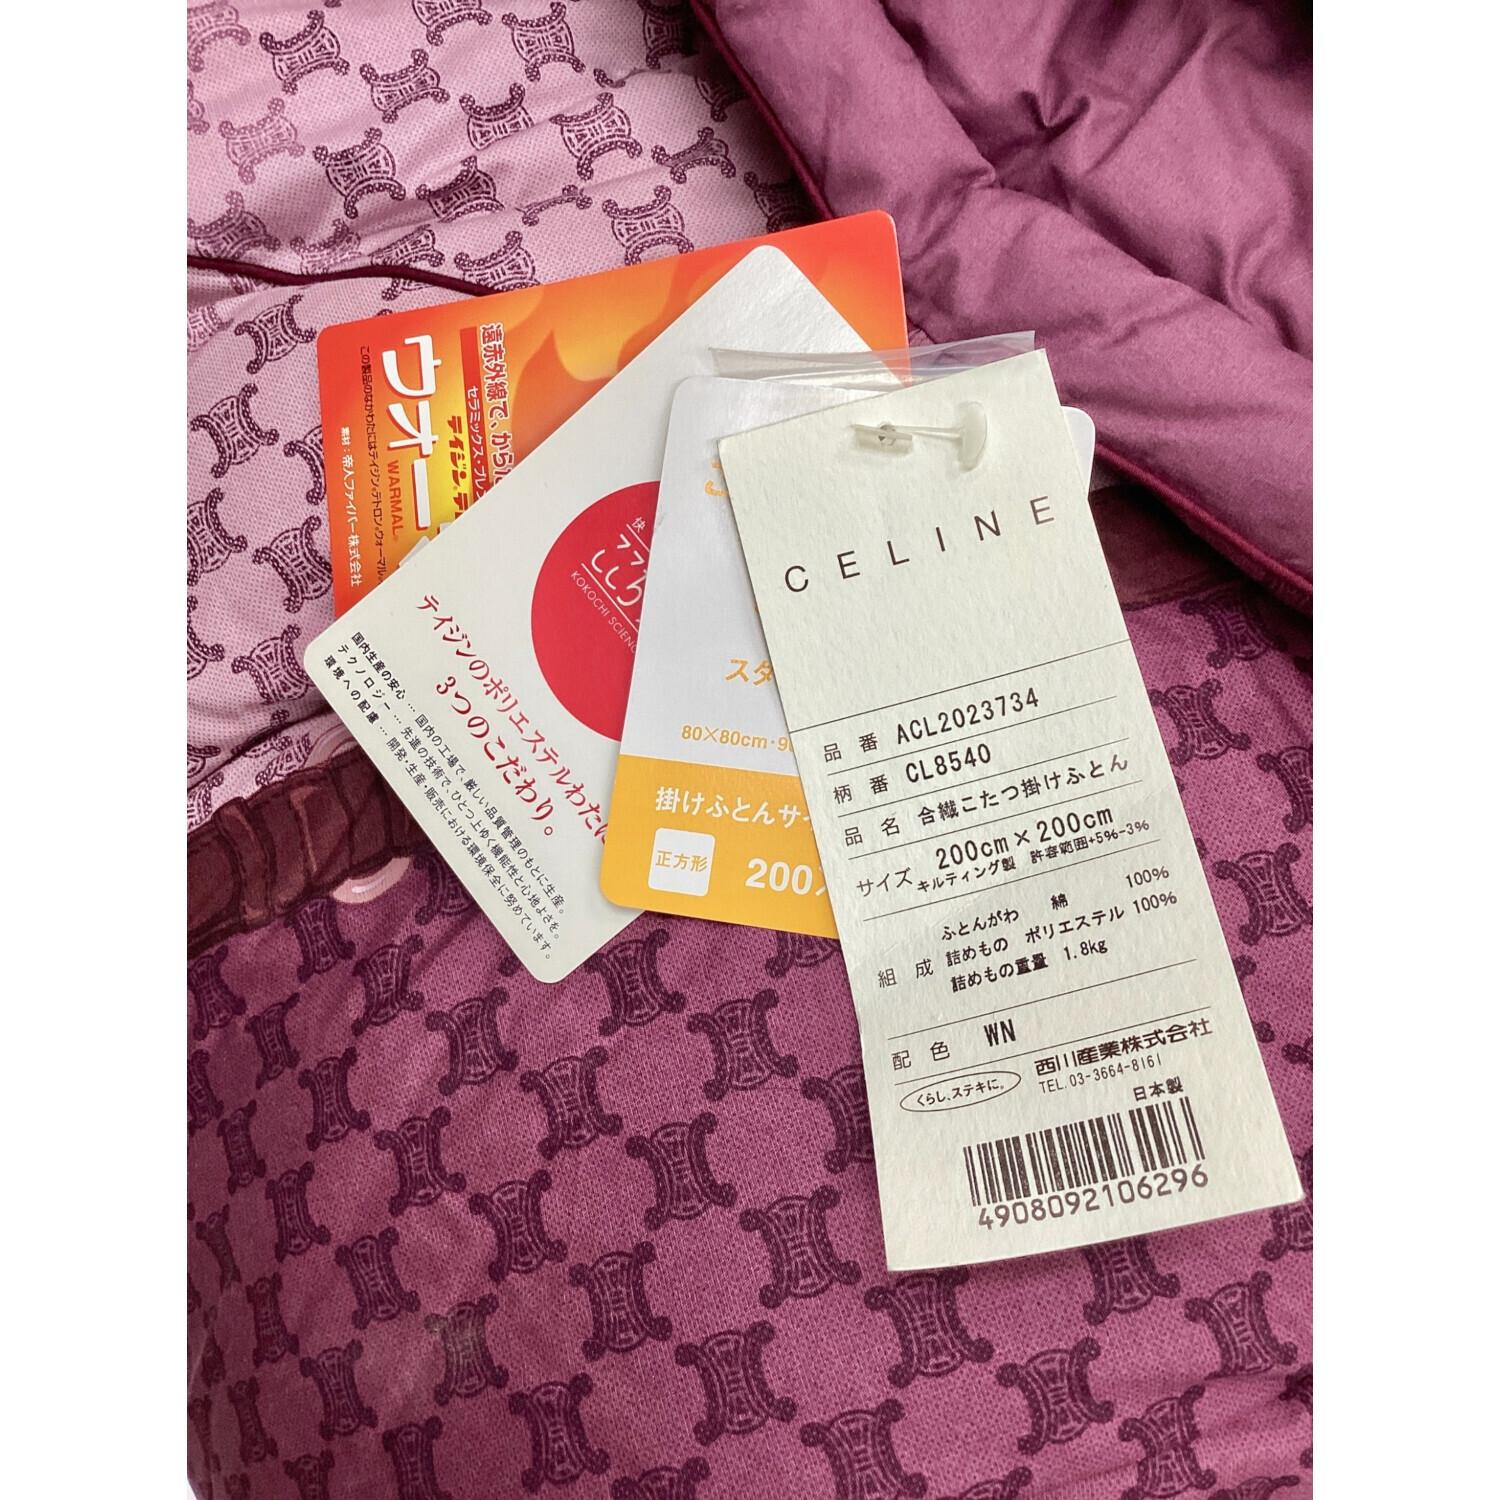 遠赤外線で、からだ
セラミックス・ブレ
テイジン テ
ウオー
WARMAL®
この製品のなかわたにはテイジン®テトロン®ウォーマル
素材：帝人ファイバー株式会社
快
ここち
KOKOCHI SCIENC
テイジンのポリエステルわたに
3つのこだわり。
国内生産の安心… 国内の工場で、厳しい品質管理のもとに生産。
テクノロジー… 先進の技術で、ひとつ上ゆく機能性と心地よさを。
環境への配慮… 開発・生産・販売における環境保全に努めています。
こ
スタ
80×80cm・90
掛けふとんサイ
正方形
200×
CELINE
品番 ACL2023734
柄番 CL8540
品名 合繊こたつ掛けふとん
サイズ 200cm×200cm
キルティング製 許容範囲+5%-3%
組成 ふとんがわ 綿 100%
詰めもの ポリエステル 100%
詰めもの重量 1.8kg
配色 WN
くらし、ステキに。
西川産業株式会社
TEL.03-3664-8161
日本製
4908092106296